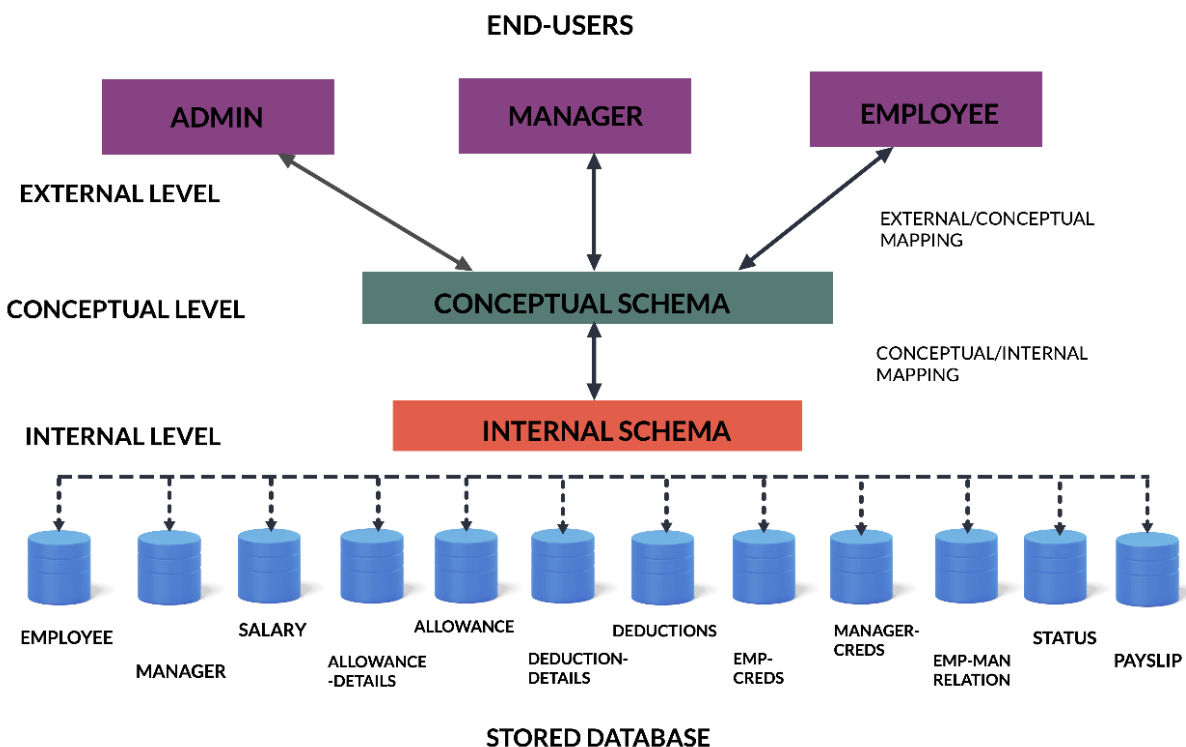 END-USERS
ADMIN
MANAGER
EMPLOYEE
EXTERNAL LEVEL
EXTERNAL/CONCEPTUAL
MAPPING
CONCEPTUAL LEVEL
CONCEPTUAL SCHEMA
CONCEPTUAL/INTERNAL
MAPPING
INTERNAL LEVEL
INTERNAL SCHEMA
EMPLOYEE
MANAGER
SALARY
ALLOWANCE
-DETAILS
ALLOWANCE
DEDUCTION-
DETAILS
DEDUCTIONS
EMP-
CREDS
MANAGER-
CREDS
EMP-MAN
RELATION
STATUS
PAYSLIP
STORED DATABASE